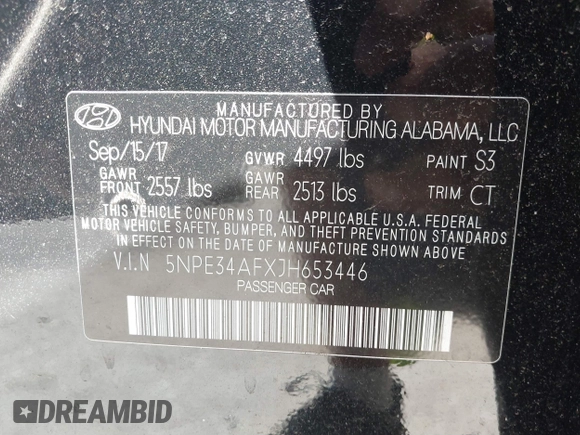 MANUFACTURED BY
HYUNDAI MOTOR MANUFACTURING ALABAMA, LLC
Sep/15/17 GVWR 4497 lbs PAINT S3
GAWR FRONT 2557 lbs GAWR REAR 2513 lbs TRIM CT
THIS VEHICLE CONFORMS TO ALL APPLICABLE U.S.A. FEDERAL
MOTOR VEHICLE SAFETY, BUMPER, AND THEFT PREVENTION STANDARDS
IN EFFECT ON THE DATE OF MANUFACTURE SHOWN ABOVE.
V.I.N 5NPE34AFXJH653446
PASSENGER CAR
DREAMBID